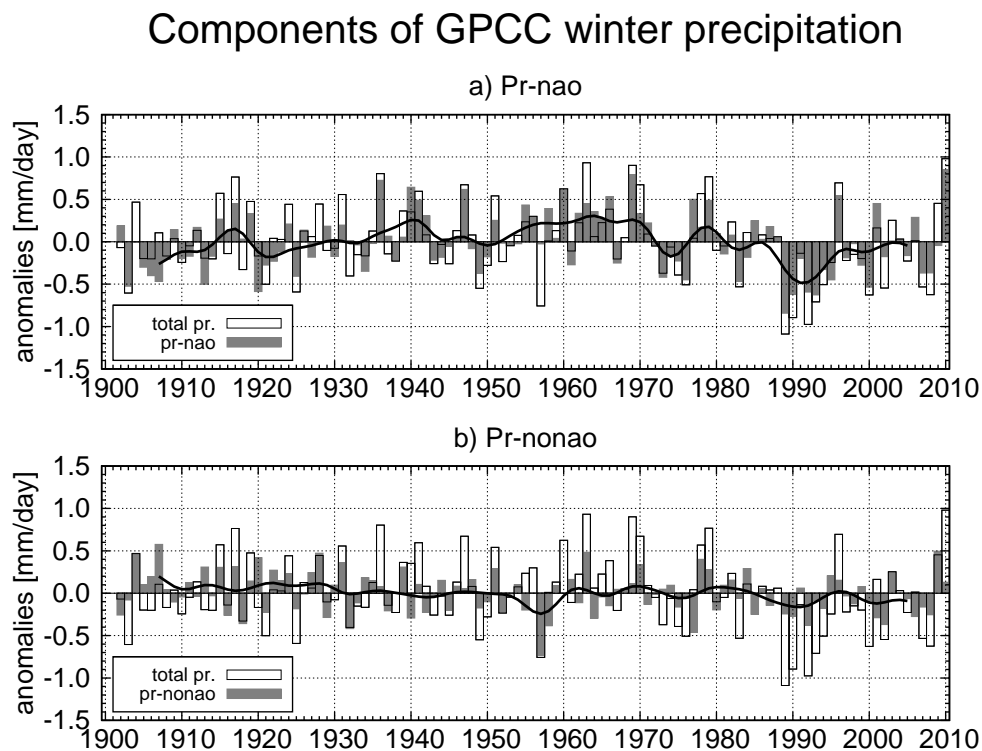 Components of GPCC winter precipitation
a) Pr-nao
anomalies [mm/day]
1.5
1.0
0.5
0.0
-0.5
-1.0
-1.5
total pr.
pr-nao
1900 1910 1920 1930 1940 1950 1960 1970 1980 1990 2000 2010
b) Pr-nonao
anomalies [mm/day]
1.5
1.0
0.5
0.0
-0.5
-1.0
-1.5
total pr.
pr-nonao
1900 1910 1920 1930 1940 1950 1960 1970 1980 1990 2000 2010